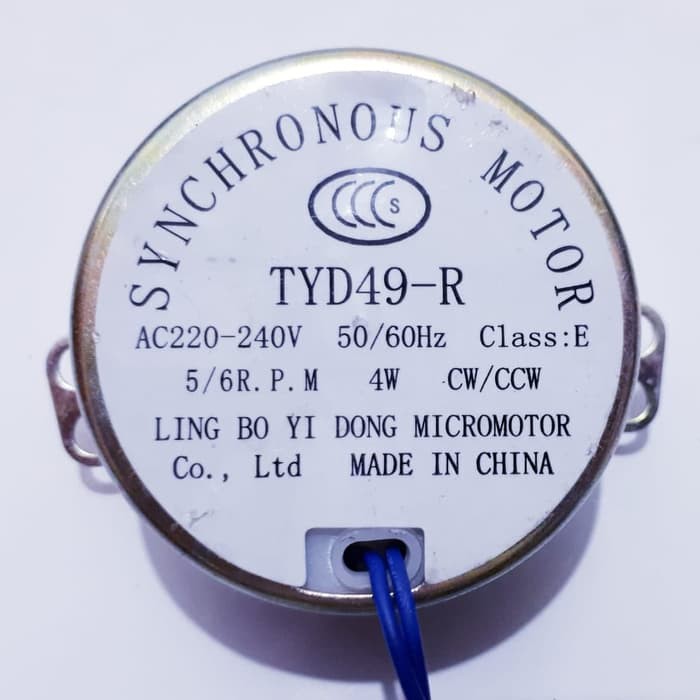 SYNCHRONOUS MOTOR
CCC S
TYD49-R
AC220-240V 50/60Hz Class:E
5/6R.P.M 4W CW/CCW
LING BO YI DONG MICROMOTOR
Co., Ltd MADE IN CHINA